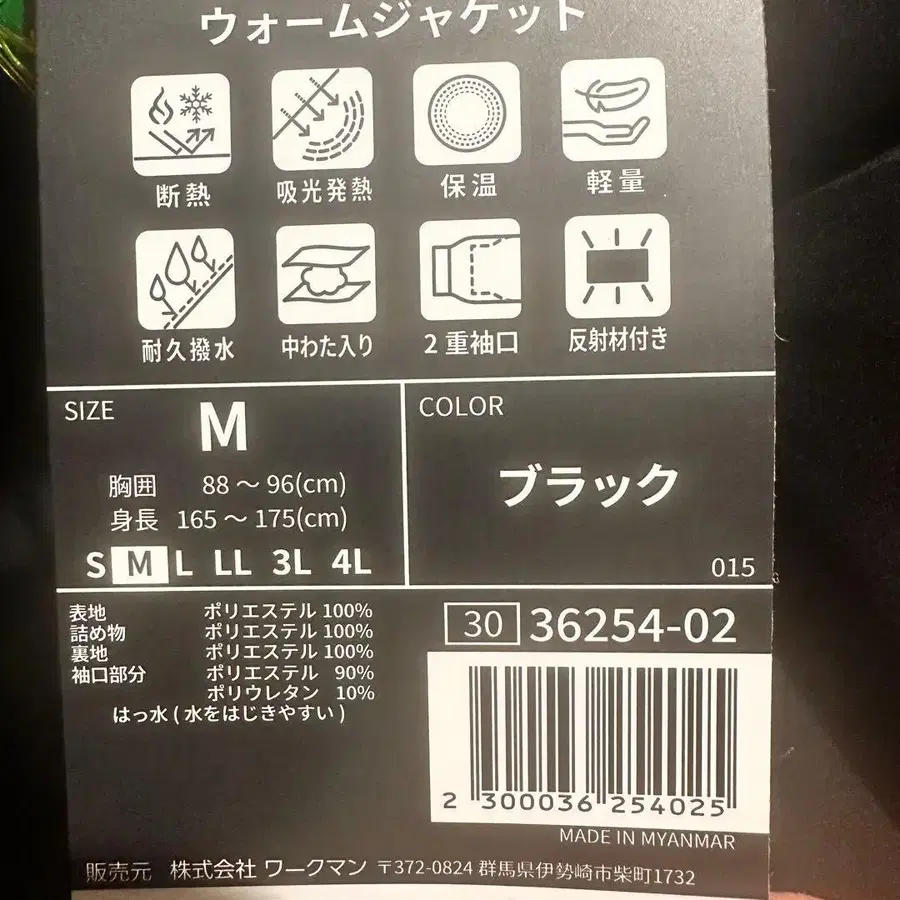 ウォームジャケット
断熱 吸光発熱 保温 軽量
耐久撥水 中わた入り 2重袖口 反射材付き
SIZE
M
胸囲 88～96(cm)
身長 165～175(cm)
S M L LL 3L 4L
COLOR
ブラック
015
表地 ポリエステル 100%
詰め物 ポリエステル 100%
裏地 ポリエステル 100%
袖口部分 ポリエステル 90%
ポリウレタン 10%
はっ水(水をはじきやすい)
30 36254-02
2 300036 254025
MADE IN MYANMAR
販売元 株式会社 ワークマン 〒372-0824 群馬県伊勢崎市柴町1732